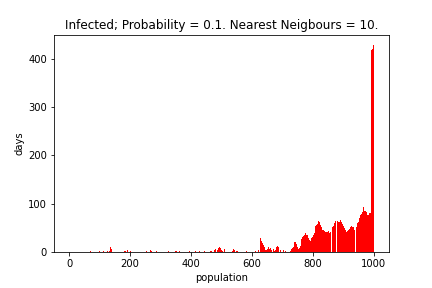 Infected; Probability = 0.1. Nearest Neigbours = 10.
400
300
200
100
0
days
0 200 400 600 800 1000
population